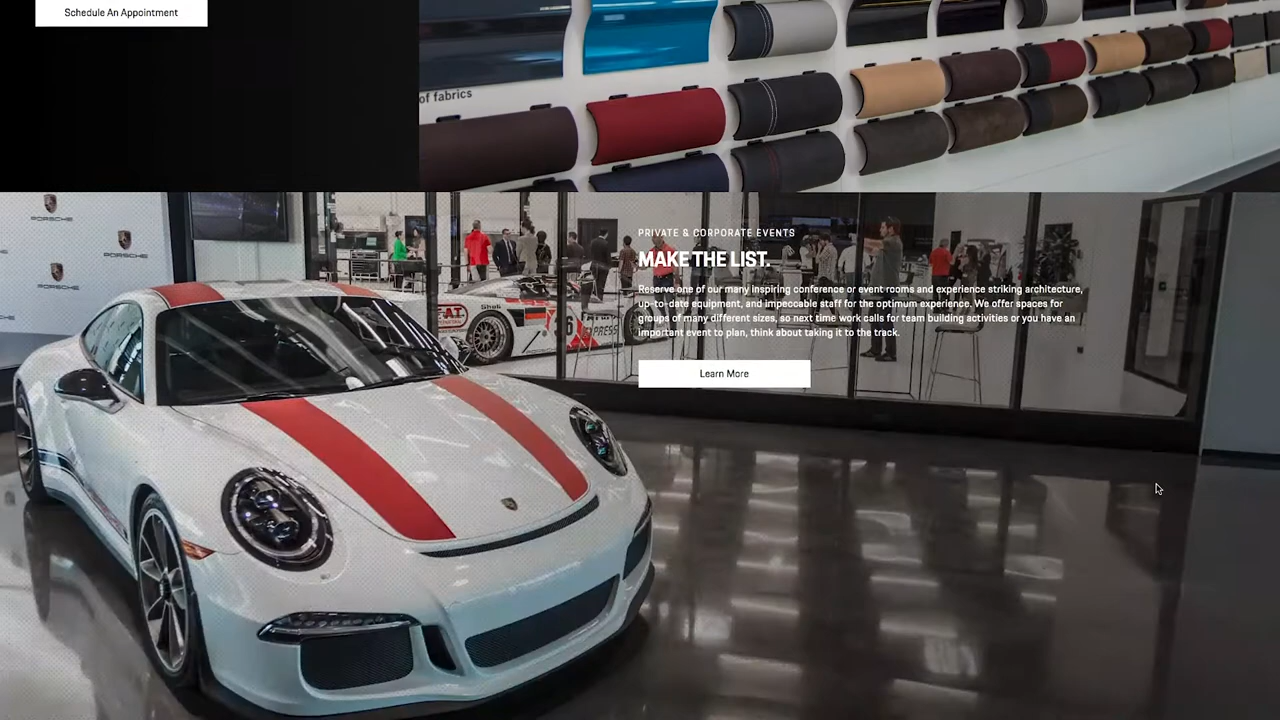 Schedule An Appointment
of fabrics
PORSCHE
PORSCHE
PORSCHE
PRIVATE & CORPORATE EVENTS
MAKE THE LIST.
Reserve one of our many inspiring conference or event rooms and experience striking architecture,
up-to-date equipment, and impeccable staff for the optimum experience. We offer spaces for
groups of many different sizes, so next time work calls for team building activities or you have an
important event to plan, think about taking it to the track.
Learn More